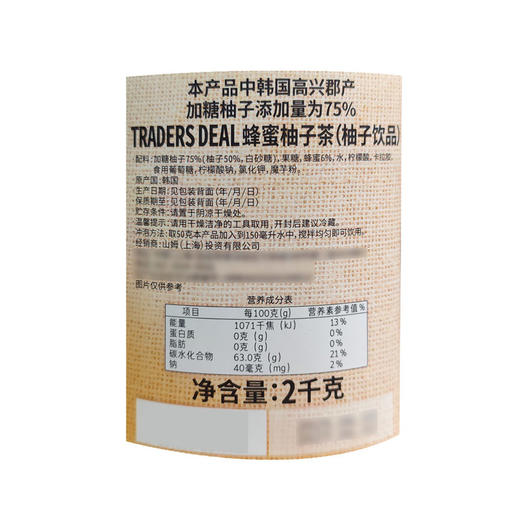 本产品中韩国高兴郡产
加糖柚子添加量为75%
TRADERS DEAL 蜂蜜柚子茶(柚子饮品)
配料：加糖柚子75%(柚子50%，白砂糖)，果糖，蜂蜜6%，水，柠檬酸，卡拉胶，
食用葡萄糖，柠檬酸钠，氯化钾，魔芋粉。
原产国：韩国
生产日期：见包装背面(年/月/日)
保质期至：见包装背面(年/月/日)
贮存条件：请置于阴凉干燥处。
温馨提示：请用干燥洁净的工具取用，开封后建议冷藏。
冲泡方法：取50克本产品加入到150毫升水中，搅拌均匀即可饮用。
经销商：山姆(上海)投资有限公司
图片仅供参考
营养成分表
项目 每100克(g) 营养素参考值%
能量 1071千焦(kJ) 13%
蛋白质 0克(g) 0%
脂肪 0克(g) 0%
碳水化合物 63.0克(g) 21%
钠 40毫克(mg) 2%
净含量：2千克